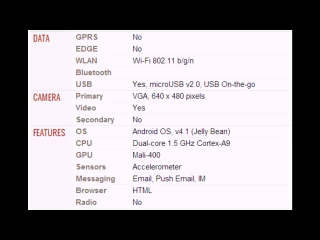 DATA GPRS No
EDGE No
WLAN Wi-Fi 802.11 b/g/n
Bluetooth
USB Yes, microUSB v2.0, USB On-the-go
CAMERA Primary VGA, 640 x 480 pixels
Video Yes
Secondary No
FEATURES OS Android OS, v4.1 (Jelly Bean)
CPU Dual-core 1.5 GHz Cortex-A9
GPU Mali-400
Sensors Accelerometer
Messaging Email, Push Email, IM
Browser HTML
Radio No